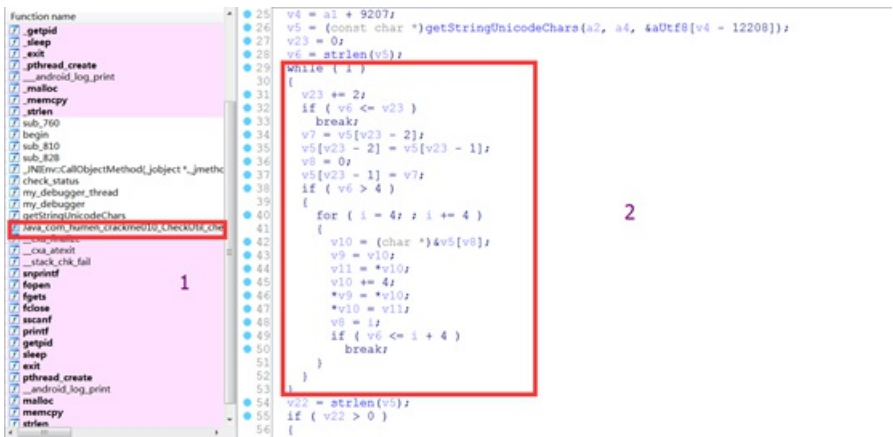 Function name
_getpid
_sleep
_exit
_pthread_create
___android_log_print
_malloc
_memcpy
_strlen
sub_760
begin
sub_810
sub_828
_JNIEnv::CallObjectMethod(_jobject *,_jmethc
check_status
my_debugger_thread
my_debugger
getStringUnicodeChars
Java_com_humen_crackme010_CheckUtil_che
__cxa_finalize
__cxa_atexit
__stack_chk_fail
snprintf
fopen
fgets
fclose
sscanf
printf
getpid
sleep
exit
pthread_create
__android_log_print
malloc
memcpy
strlen
1
25 v4 = a1 + 9207;
26 v5 = (const char *)getStringUnicodeChars(a2, a4, &aUtf8[v4 - 12208]);
27 v23 = 0;
28 v6 = strlen(v5);
29 while ( 1 )
30 {
31 v23 += 2;
32 if ( v6 <= v23 )
33 break;
34 v7 = v5[v23 - 2];
35 v5[v23 - 2] = v5[v23 - 1];
36 v8 = 0;
37 v5[v23 - 1] = v7;
38 if ( v6 > 4 )
39 {
40 for ( i = 4; ; i += 4 )
41 {
42 v10 = (char *)&v5[v8];
43 v9 = v10;
44 v11 = *v10;
45 v10 += 4;
46 *v9 = *v10;
47 *v10 = v11;
48 v8 = i;
49 if ( v6 <= i + 4 )
50 break;
51 }
52 }
53 }
54 v22 = strlen(v5);
55 if ( v22 > 0 )
56 {
2